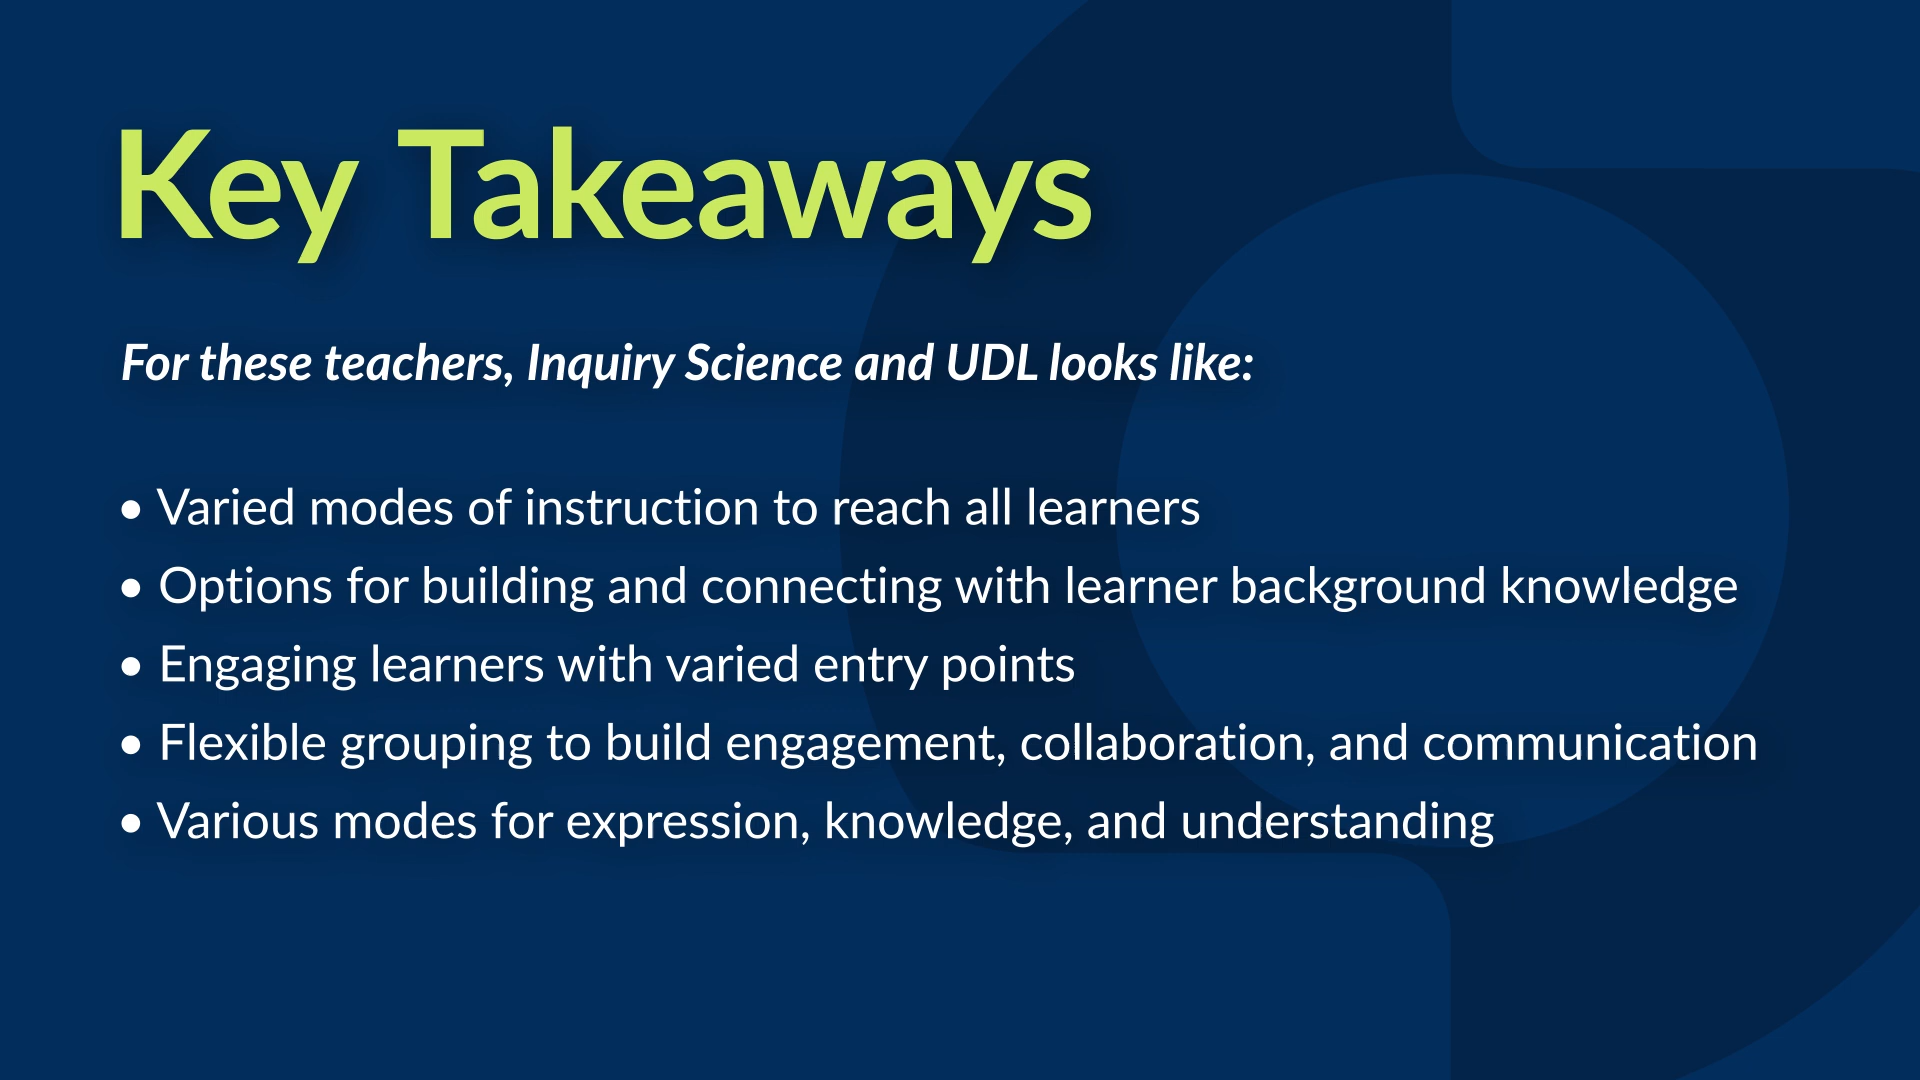 Key Takeaways
For these teachers, Inquiry Science and UDL looks like:
• Varied modes of instruction to reach all learners
• Options for building and connecting with learner background knowledge
• Engaging learners with varied entry points
• Flexible grouping to build engagement, collaboration, and communication
• Various modes for expression, knowledge, and understanding